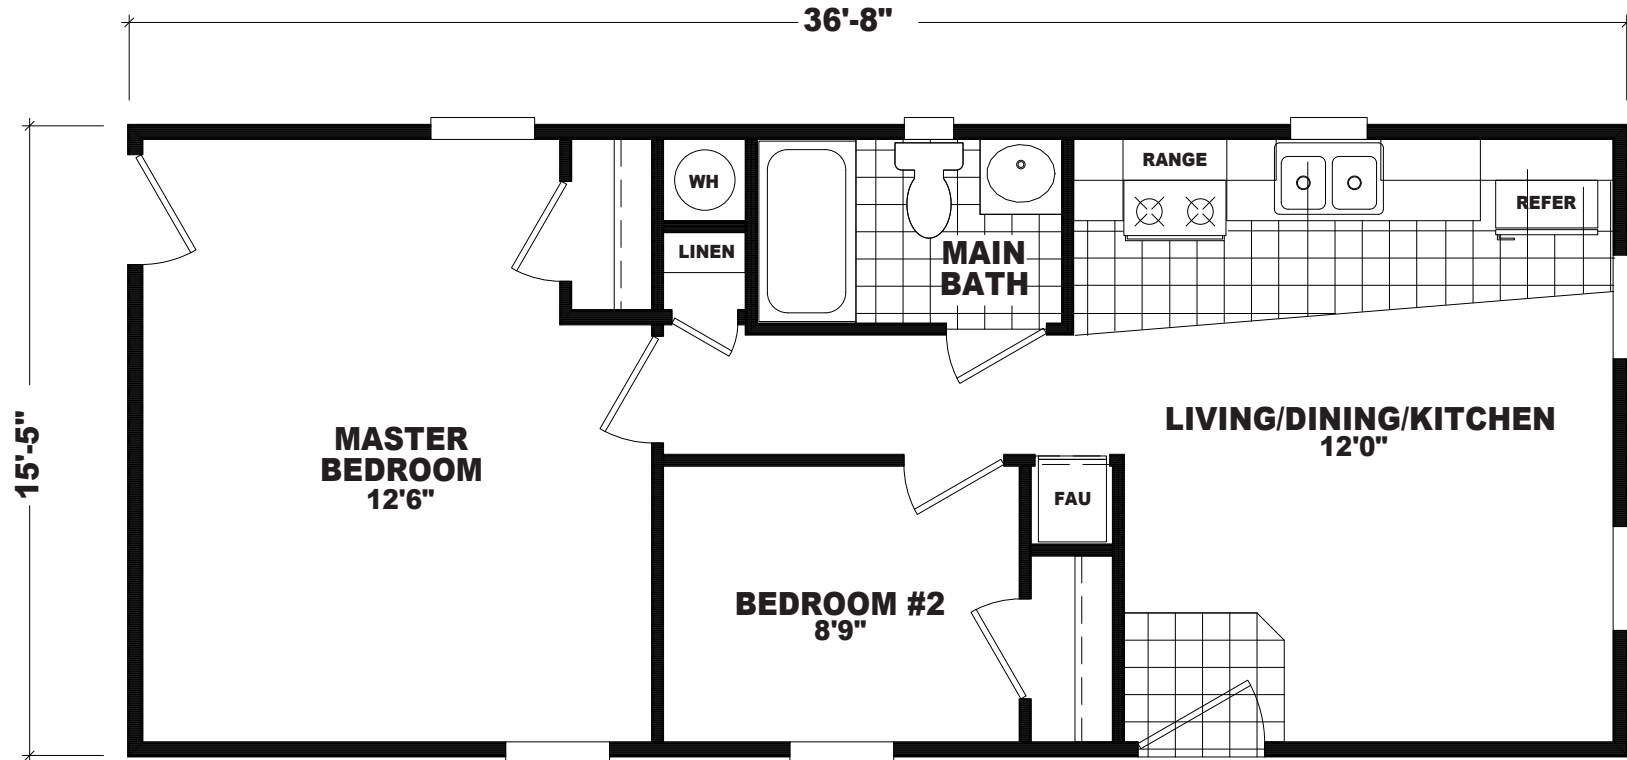 36'-8"
RANGE
WH
REFER
LINEN
MAIN
BATH
15'-5"
MASTER
BEDROOM
12'6"
LIVING/DINING/KITCHEN
12'0"
FAU
BEDROOM #2
8'9"